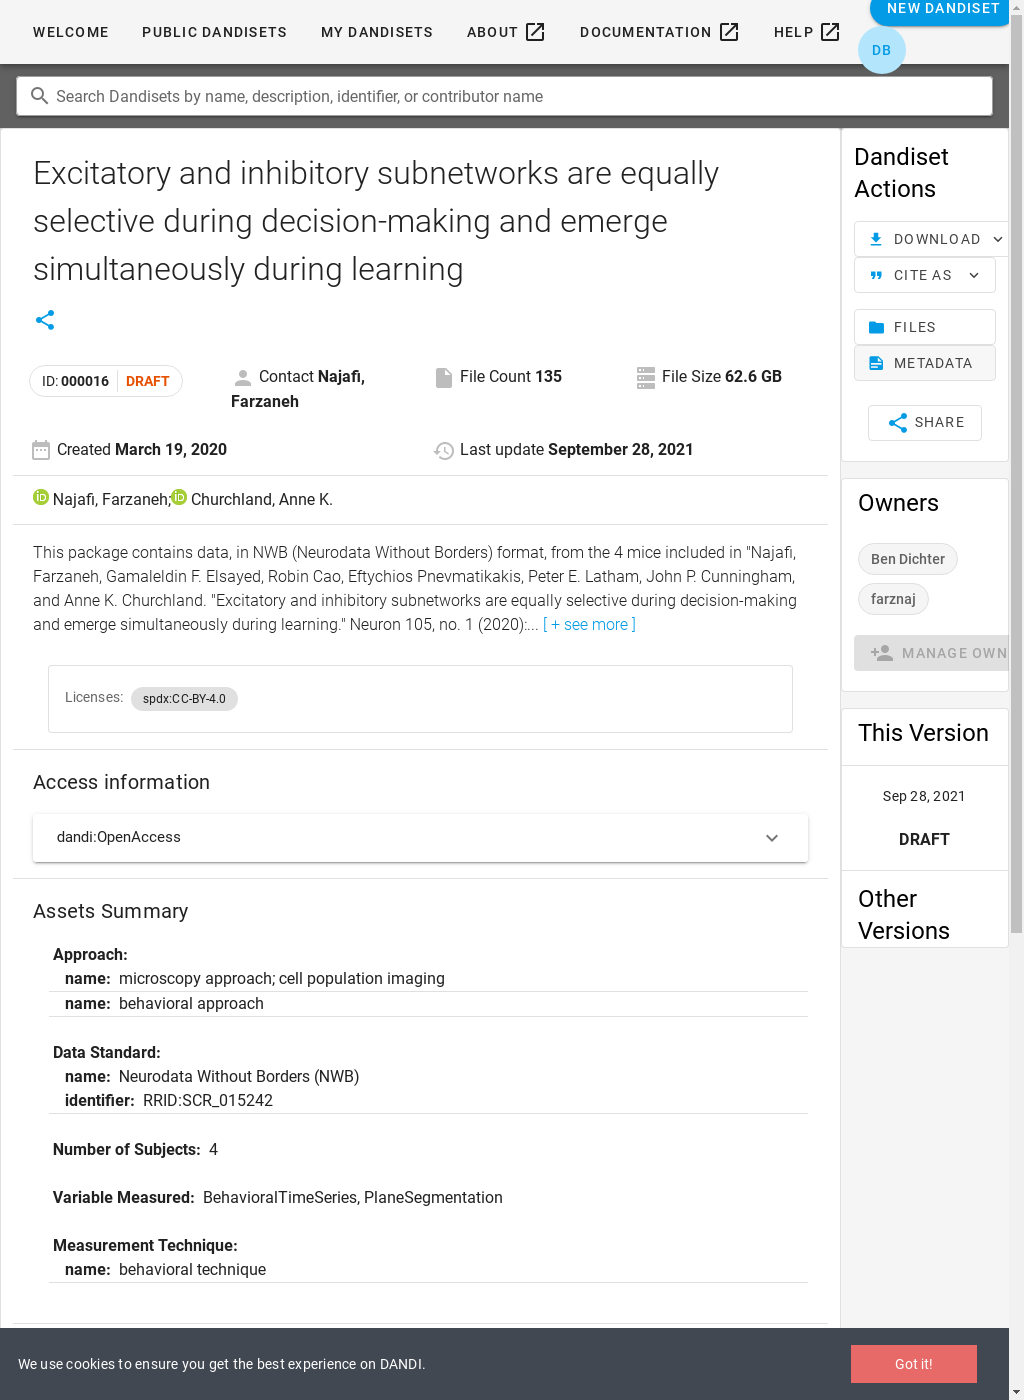 WELCOME PUBLIC DANDISETS MY DANDISETS ABOUT DOCUMENTATION HELP NEW DANDISET
DB
Search Dandisets by name, description, identifier, or contributor name
Excitatory and inhibitory subnetworks are equally
selective during decision-making and emerge
simultaneously during learning
ID: 000016 DRAFT
Contact Najafi,
Farzaneh
File Count 135
File Size 62.6 GB
Created March 19, 2020
Last update September 28, 2021
iD Najafi, Farzaneh; iD Churchland, Anne K.
This package contains data, in NWB (Neurodata Without Borders) format, from the 4 mice included in "Najafi,
Farzaneh, Gamaleldin F. Elsayed, Robin Cao, Eftychios Pnevmatikakis, Peter E. Latham, John P. Cunningham,
and Anne K. Churchland. "Excitatory and inhibitory subnetworks are equally selective during decision-making
and emerge simultaneously during learning." Neuron 105, no. 1 (2020):... [ + see more ]
Licenses: spdx:CC-BY-4.0
Access information
dandi:OpenAccess
Assets Summary
Approach:
name: microscopy approach; cell population imaging
name: behavioral approach
Data Standard:
name: Neurodata Without Borders (NWB)
identifier: RRID:SCR_015242
Number of Subjects: 4
Variable Measured: BehavioralTimeSeries, PlaneSegmentation
Measurement Technique:
name: behavioral technique
Dandiset
Actions
DOWNLOAD
CITE AS
FILES
METADATA
SHARE
Owners
Ben Dichter
farznaj
MANAGE OWN
This Version
Sep 28, 2021
DRAFT
Other
Versions
We use cookies to ensure you get the best experience on DANDI.
Got it!